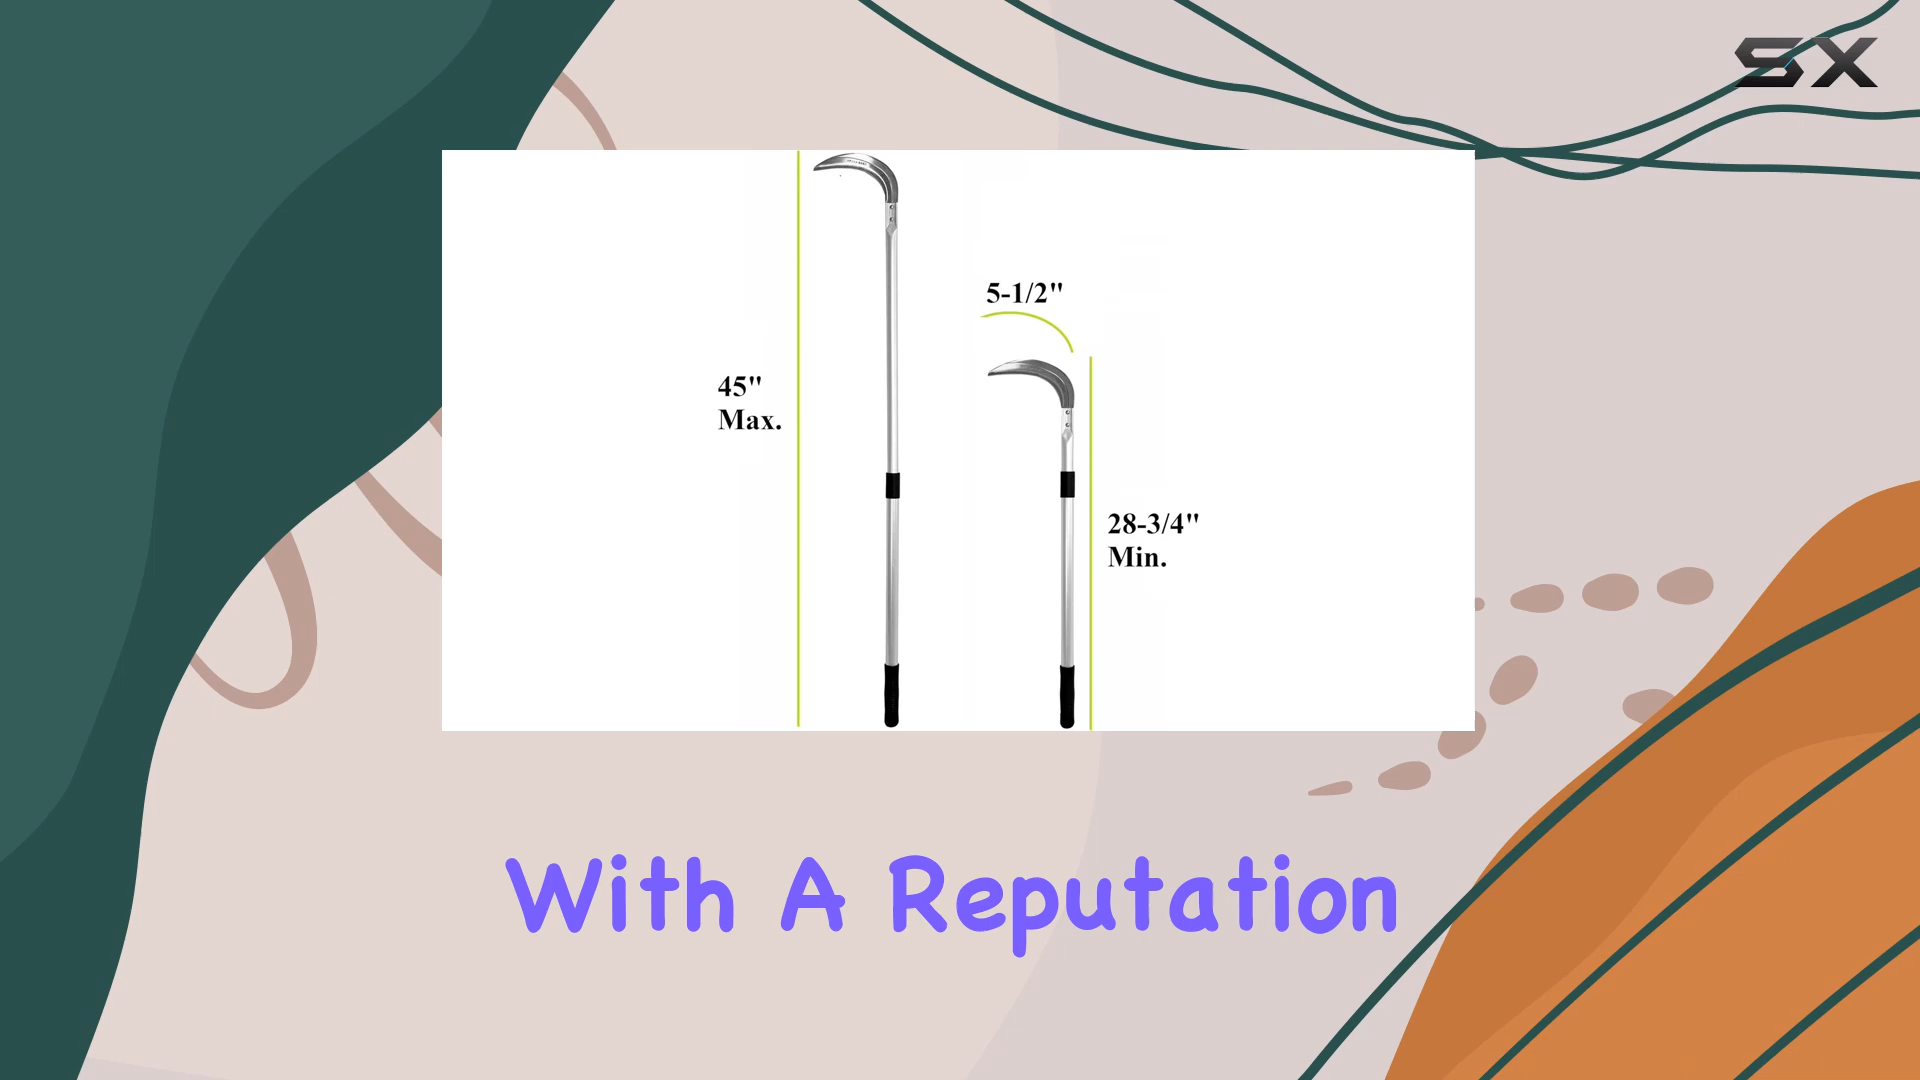 SX
5-1/2"
45"
Max.
28-3/4"
Min.
With A Reputation